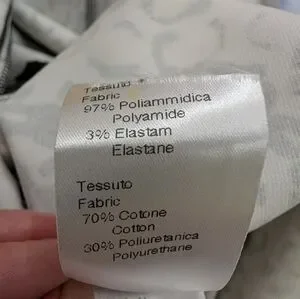 Tessuto *
Fabric
97% Poliammidica
Polyamide
3% Elastam
Elastane
Tessuto
Fabric
70% Cotone
Cotton
30% Poliuretanica
Polyurethane